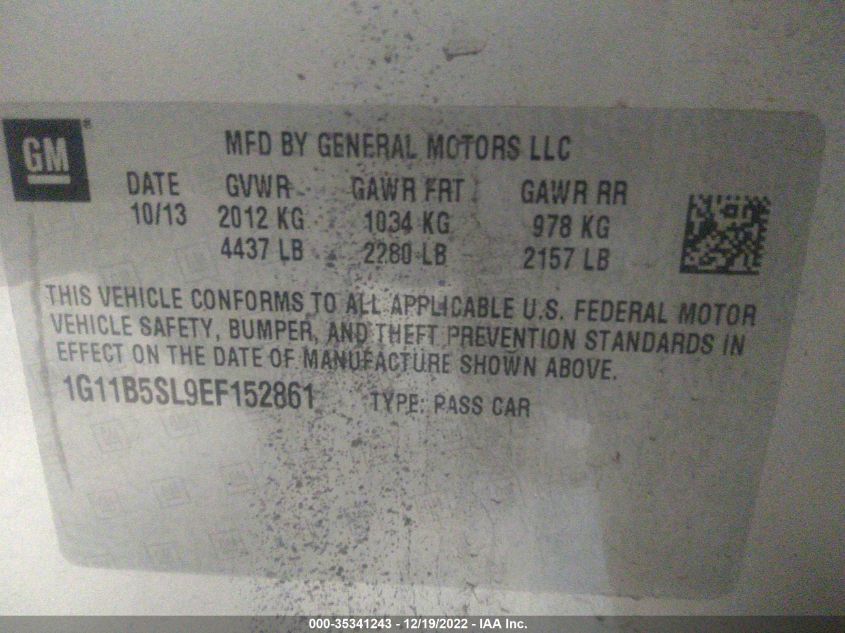 GM®
MFD BY GENERAL MOTORS LLC
DATE GVWR GAWR FRT GAWR RR
10/13 2012 KG 1034 KG 978 KG
4437 LB 2280 LB 2157 LB
THIS VEHICLE CONFORMS TO ALL APPLICABLE U.S. FEDERAL MOTOR
VEHICLE SAFETY, BUMPER, AND THEFT PREVENTION STANDARDS IN
EFFECT ON THE DATE OF MANUFACTURE SHOWN ABOVE.
1G11B5SL9EF152861 TYPE: PASS CAR
000-35341243 - 12/19/2022 - IAA Inc.